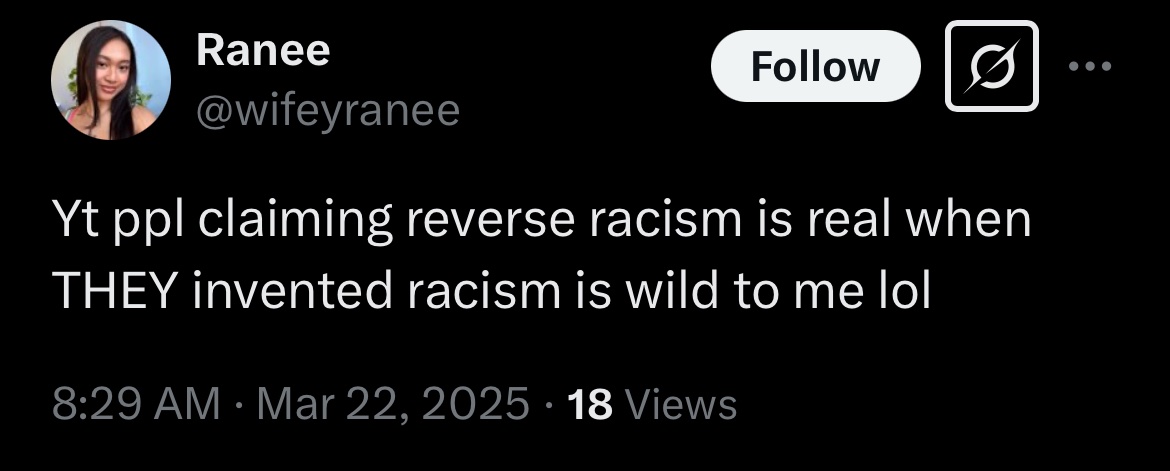 Ranee
Follow
@wifeyranee
Yt ppl claiming reverse racism is real when
THEY invented racism is wild to me lol
8:29 AM · Mar 22, 2025 · 18 Views